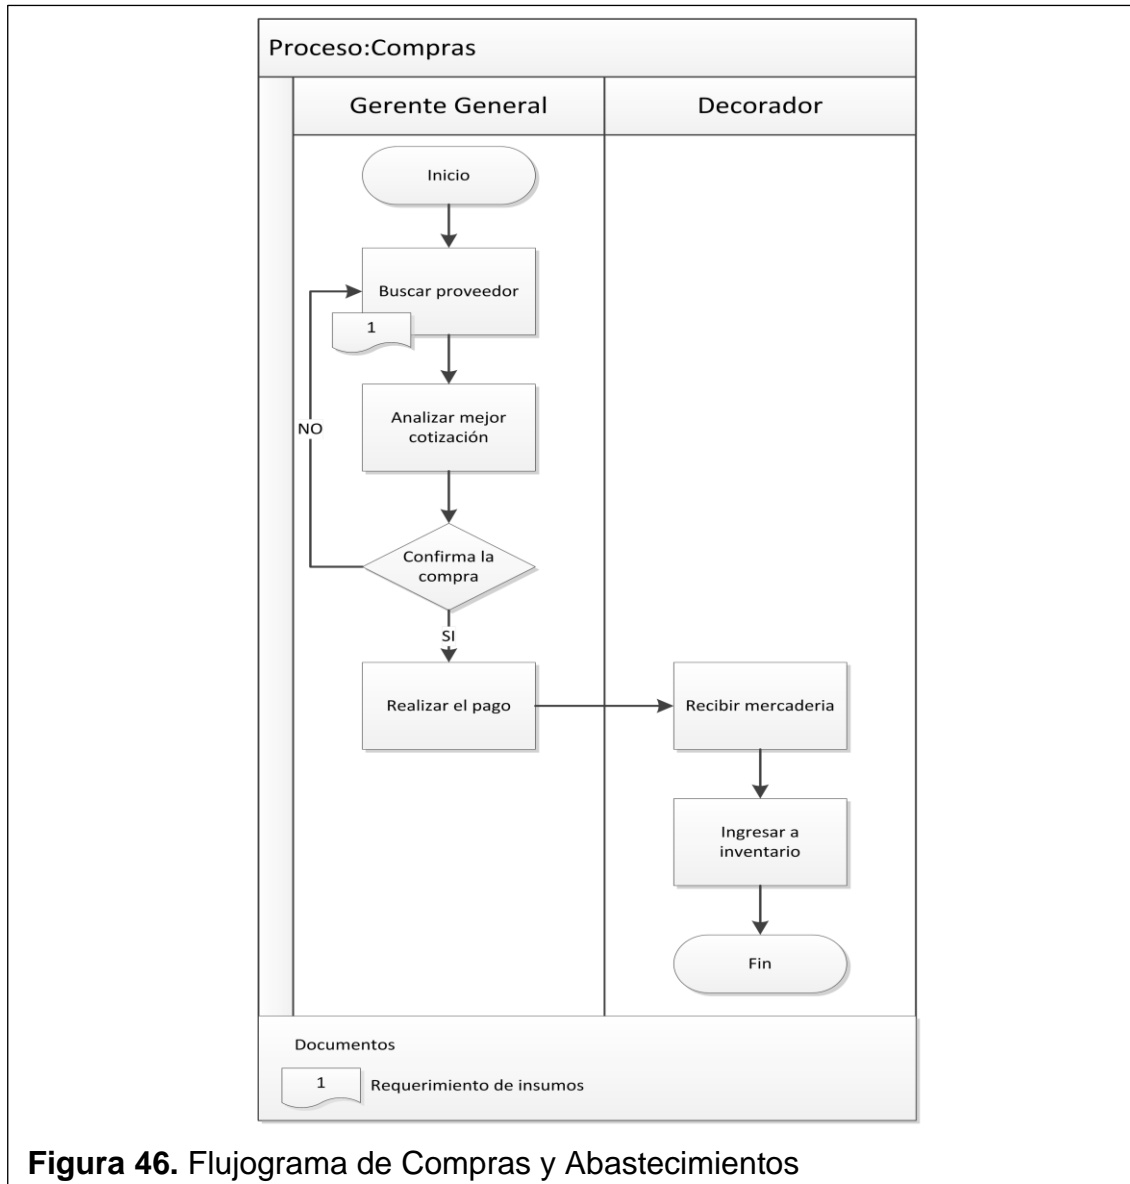 Proceso:Compras
Gerente General
Decorador
Inicio
Buscar proveedor
1
Analizar mejor
cotización
NO
Confirma la
compra
SI
Realizar el pago
Recibir mercaderia
Ingresar a
inventario
Fin
Documentos
1
Requerimiento de insumos
Figura 46. Flujograma de Compras y Abastecimientos